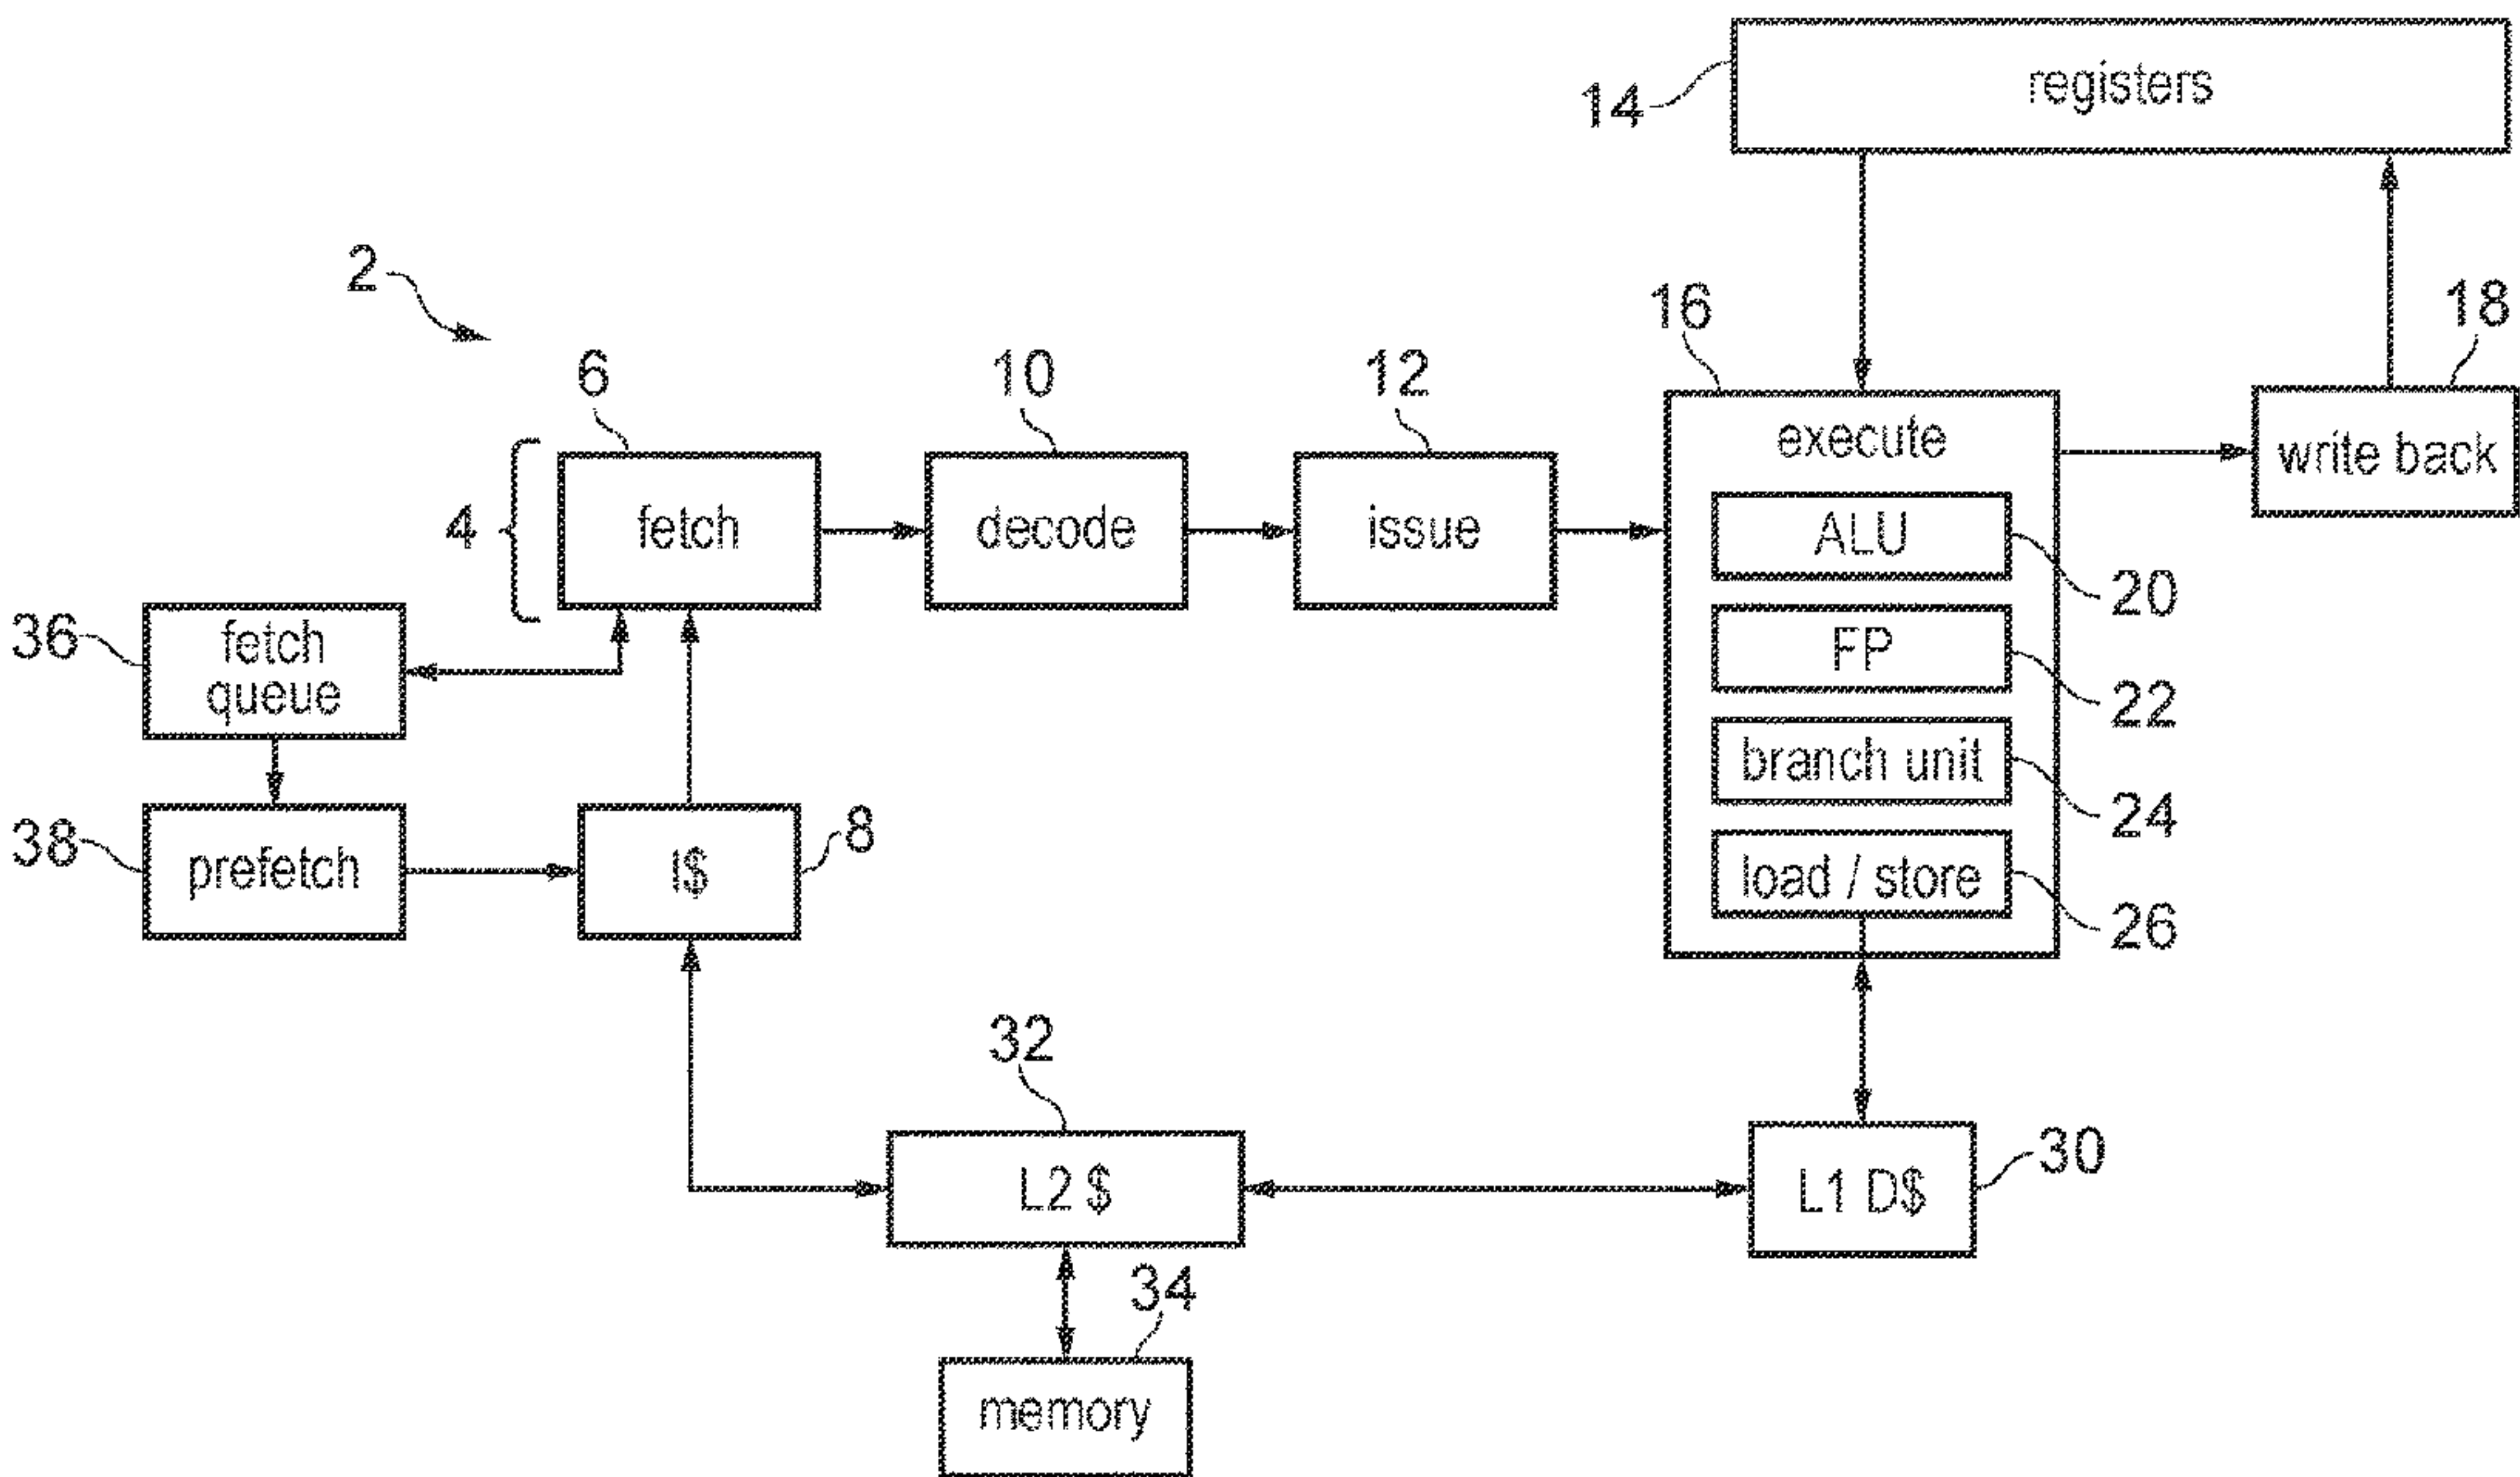 registers
14
2
16
18
6
10
12
execute
write back
4
fetch
decode
issue
ALU
20
36
fetch
queue
FP
22
branch unit
24
38
prefetch
I$
8
load / store
26
32
L2 $
L1 D$
30
34
memory